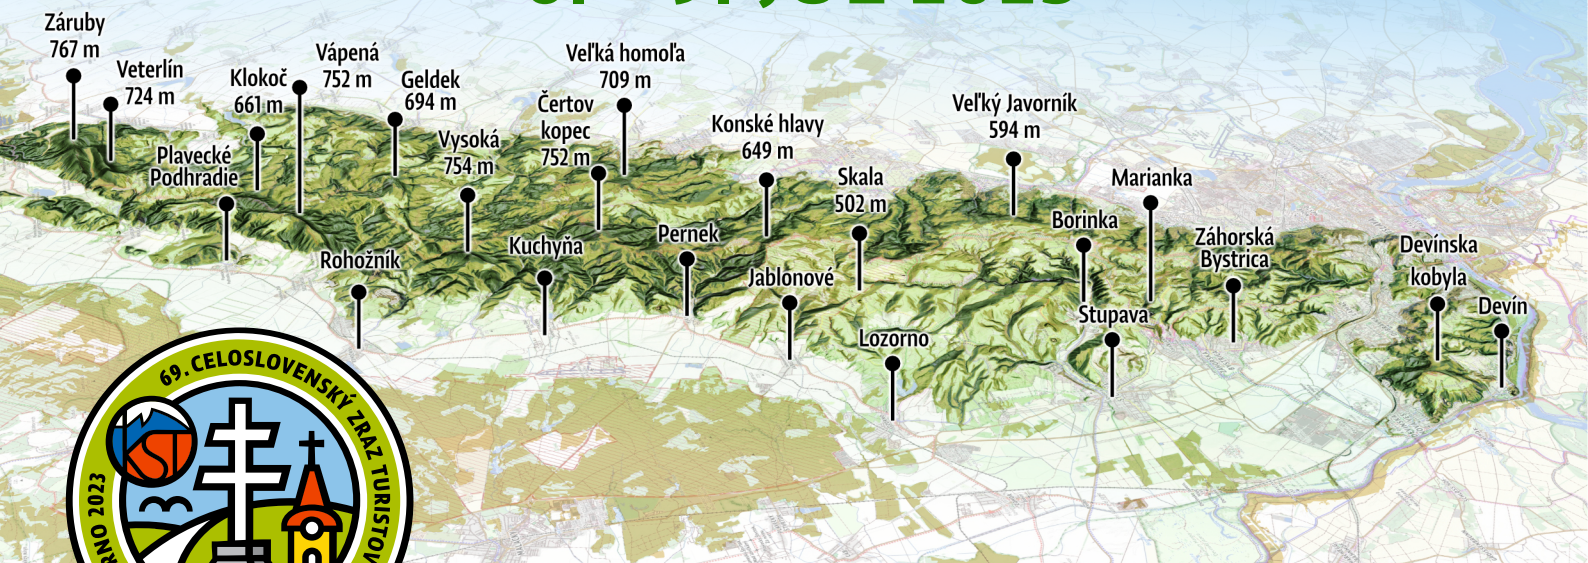 Záruby
767 m
Veterlín
724 m
Klokoč
661 m
Vápená
752 m
Geldek
694 m
Vysoká
754 m
Čertov
kopec
752 m
Veľká homoľa
709 m
Konské hlavy
649 m
Skala
502 m
Veľký Javorník
594 m
Marianka
Borinka
Záhorská
Bystrica
Devínska
kobyla
Devín
Plavecké
Podhradie
Rohožník
Kuchyňa
Pernek
Jablonové
Lozorno
Stupava
69. CELOSLOVENSKÝ ZRAZ TURISTOV
2023
KST